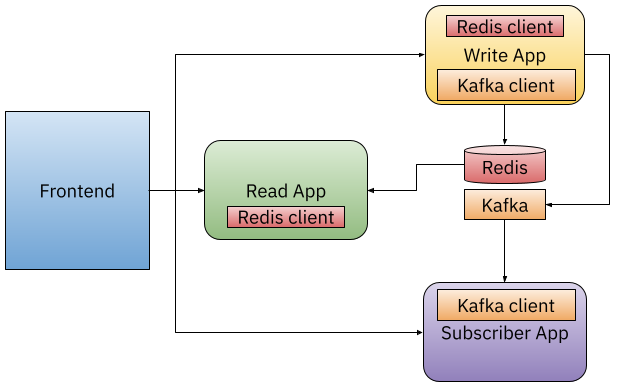 Redis client
Write App
Kafka client
Redis
Frontend
Read App
Kafka
Redis client
Kafka client
Subscriber App